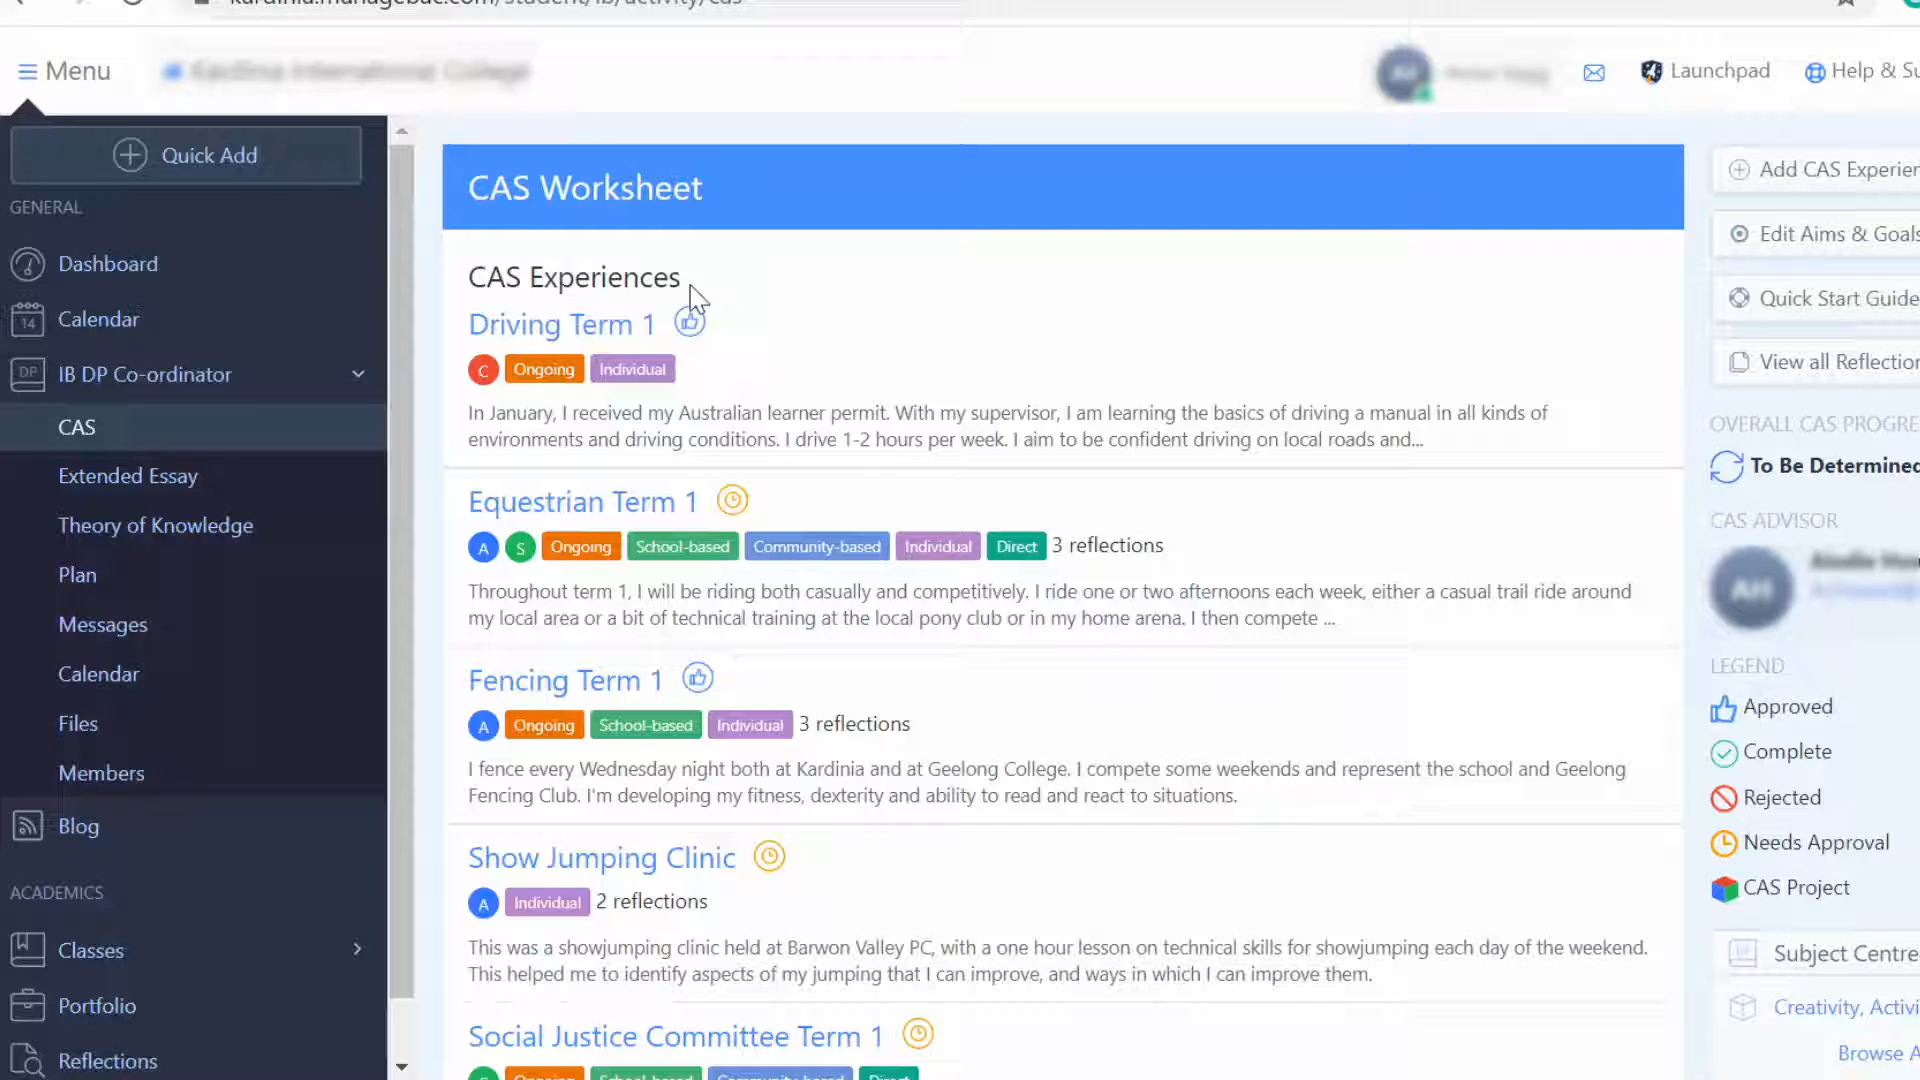 Menu
Launchpad
Help & Su
Quick Add
GENERAL
Dashboard
14
Calendar
DP
IB DP Co-ordinator
CAS
Extended Essay
Theory of Knowledge
Plan
Messages
Calendar
Files
Members
Blog
ACADEMICS
Classes
Portfolio
Reflections
CAS Worksheet
CAS Experiences
Driving Term 1
C Ongoing Individual
In January, I received my Australian learner permit. With my supervisor, I am learning the basics of driving a manual in all kinds of
environments and driving conditions. I drive 1-2 hours per week. I aim to be confident driving on local roads and...
Equestrian Term 1
A S Ongoing School-based Community-based Individual Direct 3 reflections
Throughout term 1, I will be riding both casually and competitively. I ride one or two afternoons each week, either a casual trail ride around
my local area or a bit of technical training at the local pony club or in my home arena. I then compete ...
Fencing Term 1
A Ongoing School-based Individual 3 reflections
I fence every Wednesday night both at Kardinia and at Geelong College. I compete some weekends and represent the school and Geelong
Fencing Club. I'm developing my fitness, dexterity and ability to read and react to situations.
Show Jumping Clinic
A Individual 2 reflections
This was a showjumping clinic held at Barwon Valley PC, with a one hour lesson on technical skills for showjumping each day of the weekend.
This helped me to identify aspects of my jumping that I can improve, and ways in which I can improve them.
Social Justice Committee Term 1
S Ongoing School-based Community-based Direct
Add CAS Experien
Edit Aims & Goals
Quick Start Guide
View all Reflection
OVERALL CAS PROGRE
To Be Determined
CAS ADVISOR
AH
LEGEND
Approved
Complete
Rejected
Needs Approval
CAS Project
Subject Centre
Creativity, Activi
Browse A